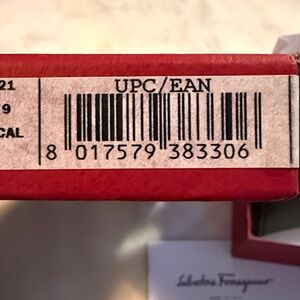 21
UPC/EAN
9
CAL
8 017579 383306
Salvatore Ferragamo